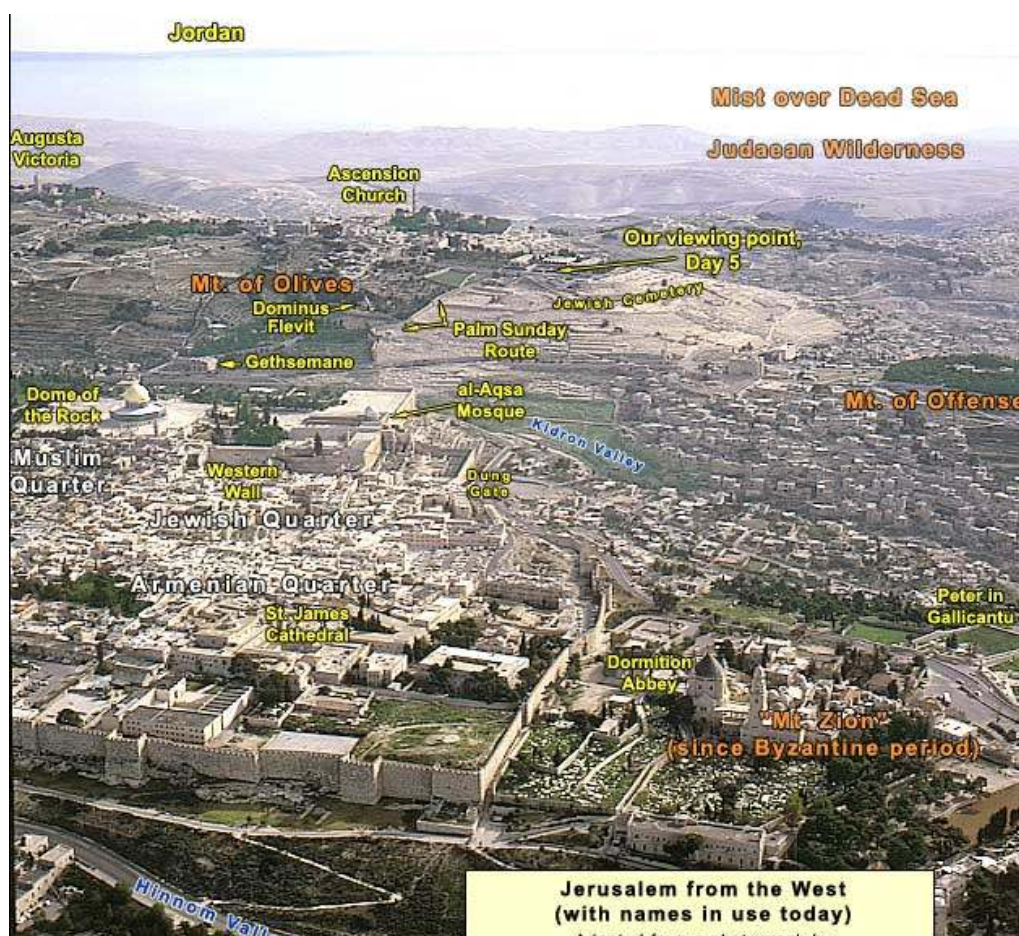 Jordan
Mist over Dead Sea
Augusta
Victoria
Judaean Wilderness
Ascension
Church
Our viewing point,
Day 5
Mt. of Olives
Jewish Cemetery
Dominus
Flevit
Palm Sunday
Route
Gethsemane
Dome of
the Rock
al-Aqsa
Mosque
Mt. of Offense
Kidron Valley
Muslim
Quarter
Western
Wall
Dung
Gate
Jewish Quarter
Armenian Quarter
St. James
Cathedral
Peter in
Gallicantu
Dormition
Abbey
"Mt. Zion"
(since Byzantine period)
Hinnom Vall
Jerusalem from the West
(with names in use today)